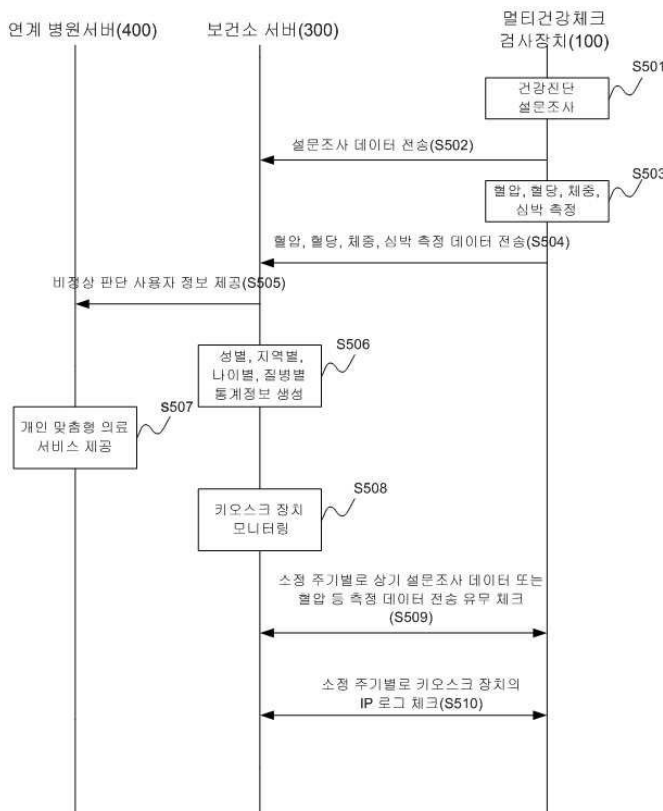 연계 병원서버(400)
보건소 서버(300)
멀티건강체크
검사장치(100)
S501
건강진단
설문조사
설문조사 데이터 전송(S502)
S503
혈압, 혈당, 체중,
심박 측정
혈압, 혈당, 체중, 심박 측정 데이터 전송(S504)
비정상 판단 사용자 정보 제공(S505)
S506
성별, 지역별,
나이별, 질병별
통계정보 생성
s507
개인 맞춤형 의료
서비스 제공
S508
키오스크 장치
모니터링
소정 주기별로 상기 설문조사 데이터 또는
혈압 등 측정 데이터 전송 유무 체크
(S509)
소정 주기별로 키오스크 장치의
IP 로그 체크(S510)